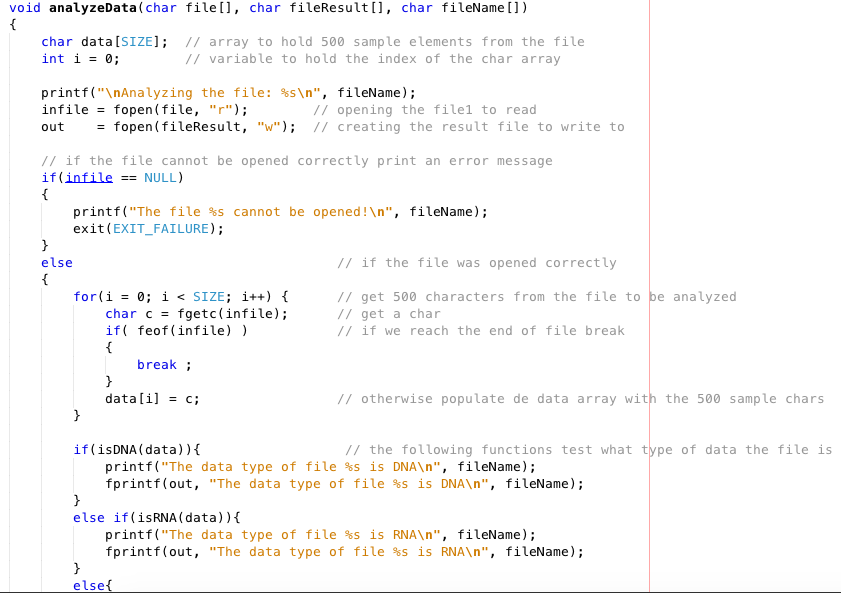 void analyzeData(char file[], char fileResult[], char fileName[])
{
    char data[SIZE];  // array to hold 500 sample elements from the file
    int i = 0;        // variable to hold the index of the char array

    printf("\nAnalyzing the file: %s\n", fileName);
    infile = fopen(file, "r");        // opening the file1 to read
    out    = fopen(fileResult, "w");  // creating the result file to write to

    // if the file cannot be opened correctly print an error message
    if(infile == NULL)
    {
        printf("The file %s cannot be opened!\n", fileName);
        exit(EXIT_FAILURE);
    }
    else                                 // if the file was opened correctly
    {
        for(i = 0; i < SIZE; i++) {      // get 500 characters from the file to be analyzed
            char c = fgetc(infile);      // get a char
            if( feof(infile) )           // if we reach the end of file break
            {
                break ;
            }
            data[i] = c;                 // otherwise populate de data array with the 500 sample chars
        }

        if(isDNA(data)){                  // the following functions test what type of data the file is
            printf("The data type of file %s is DNA\n", fileName);
            fprintf(out, "The data type of file %s is DNA\n", fileName);
        }
        else if(isRNA(data)){
            printf("The data type of file %s is RNA\n", fileName);
            fprintf(out, "The data type of file %s is RNA\n", fileName);
        }
        else{